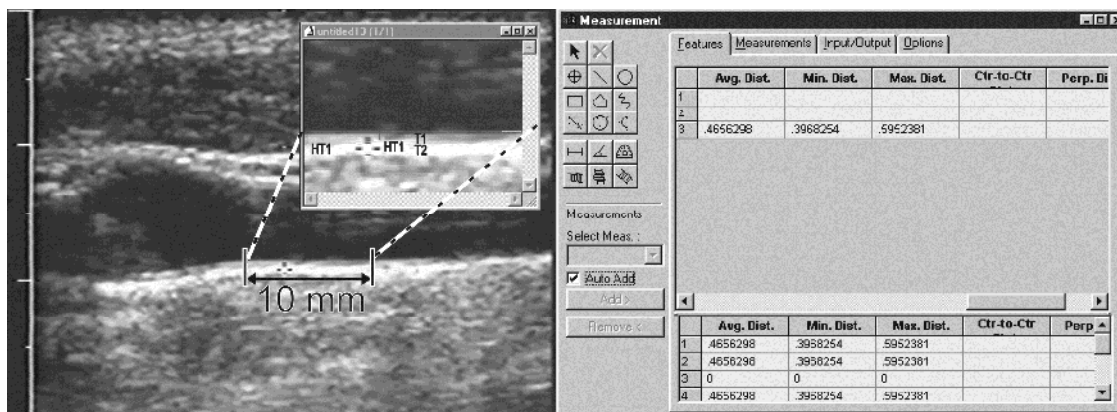 untitled13 (1/1)
HT1
HT1
T1
T2
10 mm
Measurement
Features
Measurements
Input/Output
Options
Avg. Dist. Min. Dist. Max. Dist. Ctr-to-Ctr Perp. Di
1
2
3 .4656298 .3968254 .5952381
Measurements
Select Meas. :
Auto Add
Add >
Remove <
Avg. Dist. Min. Dist. Max. Dist. Ctr-to-Ctr Perp
1 .4656298 .3968254 .5952381
2 .4656298 .3968254 .5952381
3 0 0 0
4 .4656298 .3968254 .5952381